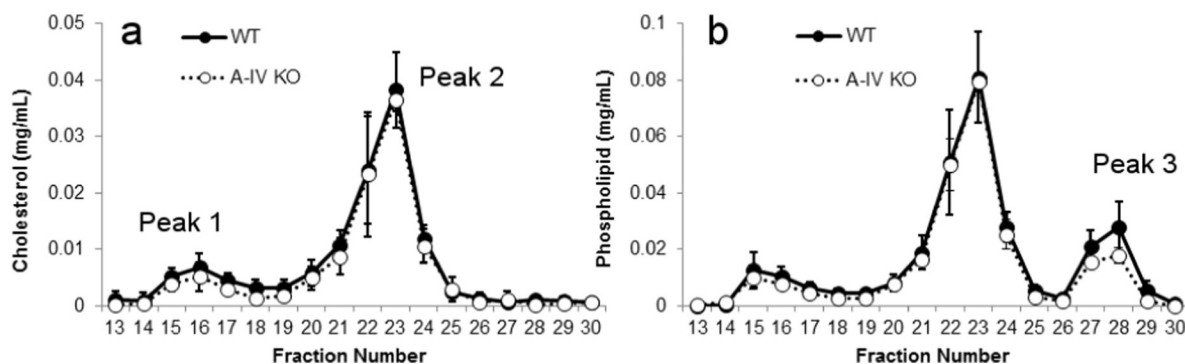 a
WT
A-IV KO
Peak 1
Peak 2
Cholesterol (mg/mL)
0.05
0.04
0.03
0.02
0.01
0
13 14 15 16 17 18 19 20 21 22 23 24 25 26 27 28 29 30
Fraction Number
b
WT
A-IV KO
Peak 3
Phospholipid (mg/mL)
0.1
0.08
0.06
0.04
0.02
0
13 14 15 16 17 18 19 20 21 22 23 24 25 26 27 28 29 30
Fraction Number